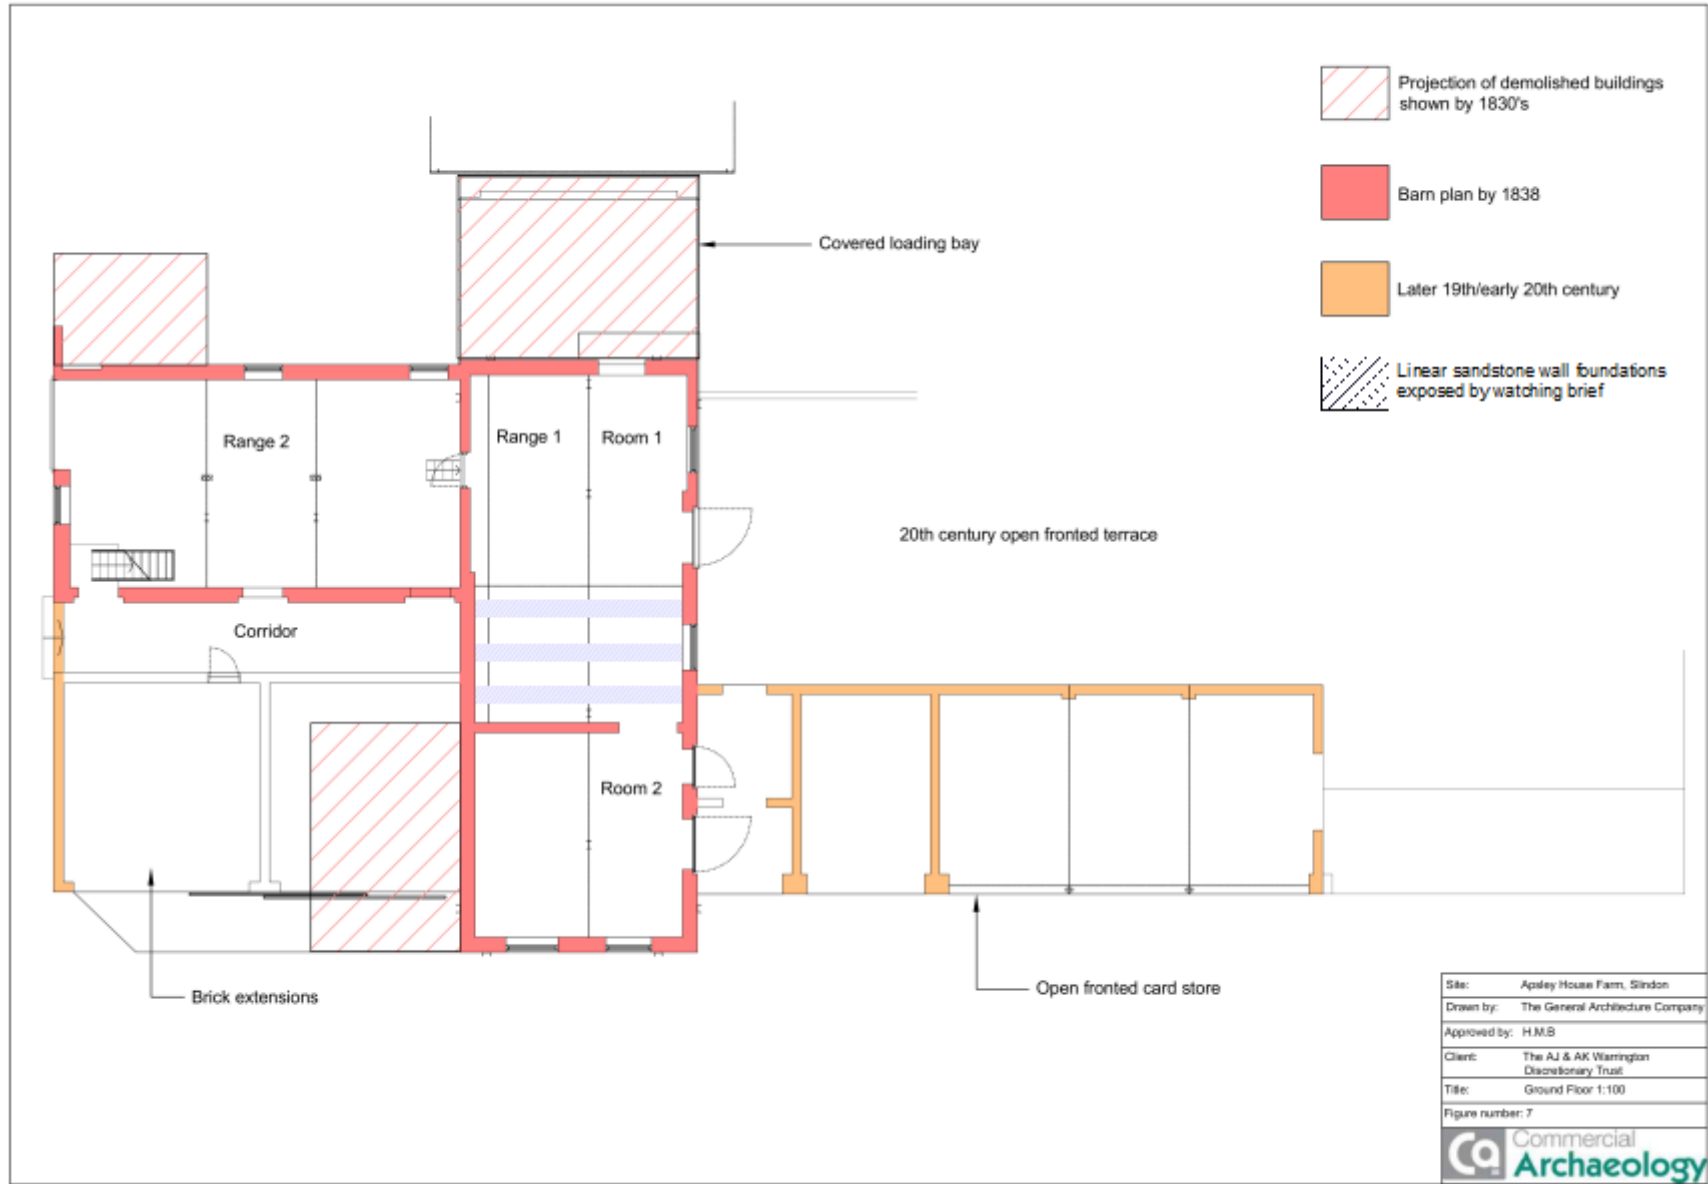 Projection of demolished buildings
shown by 1830's
Barn plan by 1838
Covered loading bay
Later 19th/early 20th century
Linear sandstone wall foundations
exposed by watching brief
Range 2
Range 1
Room 1
20th century open fronted terrace
Corridor
Room 2
Brick extensions
Open fronted card store
Site: Apsley House Farm, Slindon
Drawn by: The General Architecture Company
Approved by: H.M.B
Client: The AJ & AK Warrington
Discretionary Trust
Title: Ground Floor 1:100
Figure number: 7
Ca Commercial
Archaeology